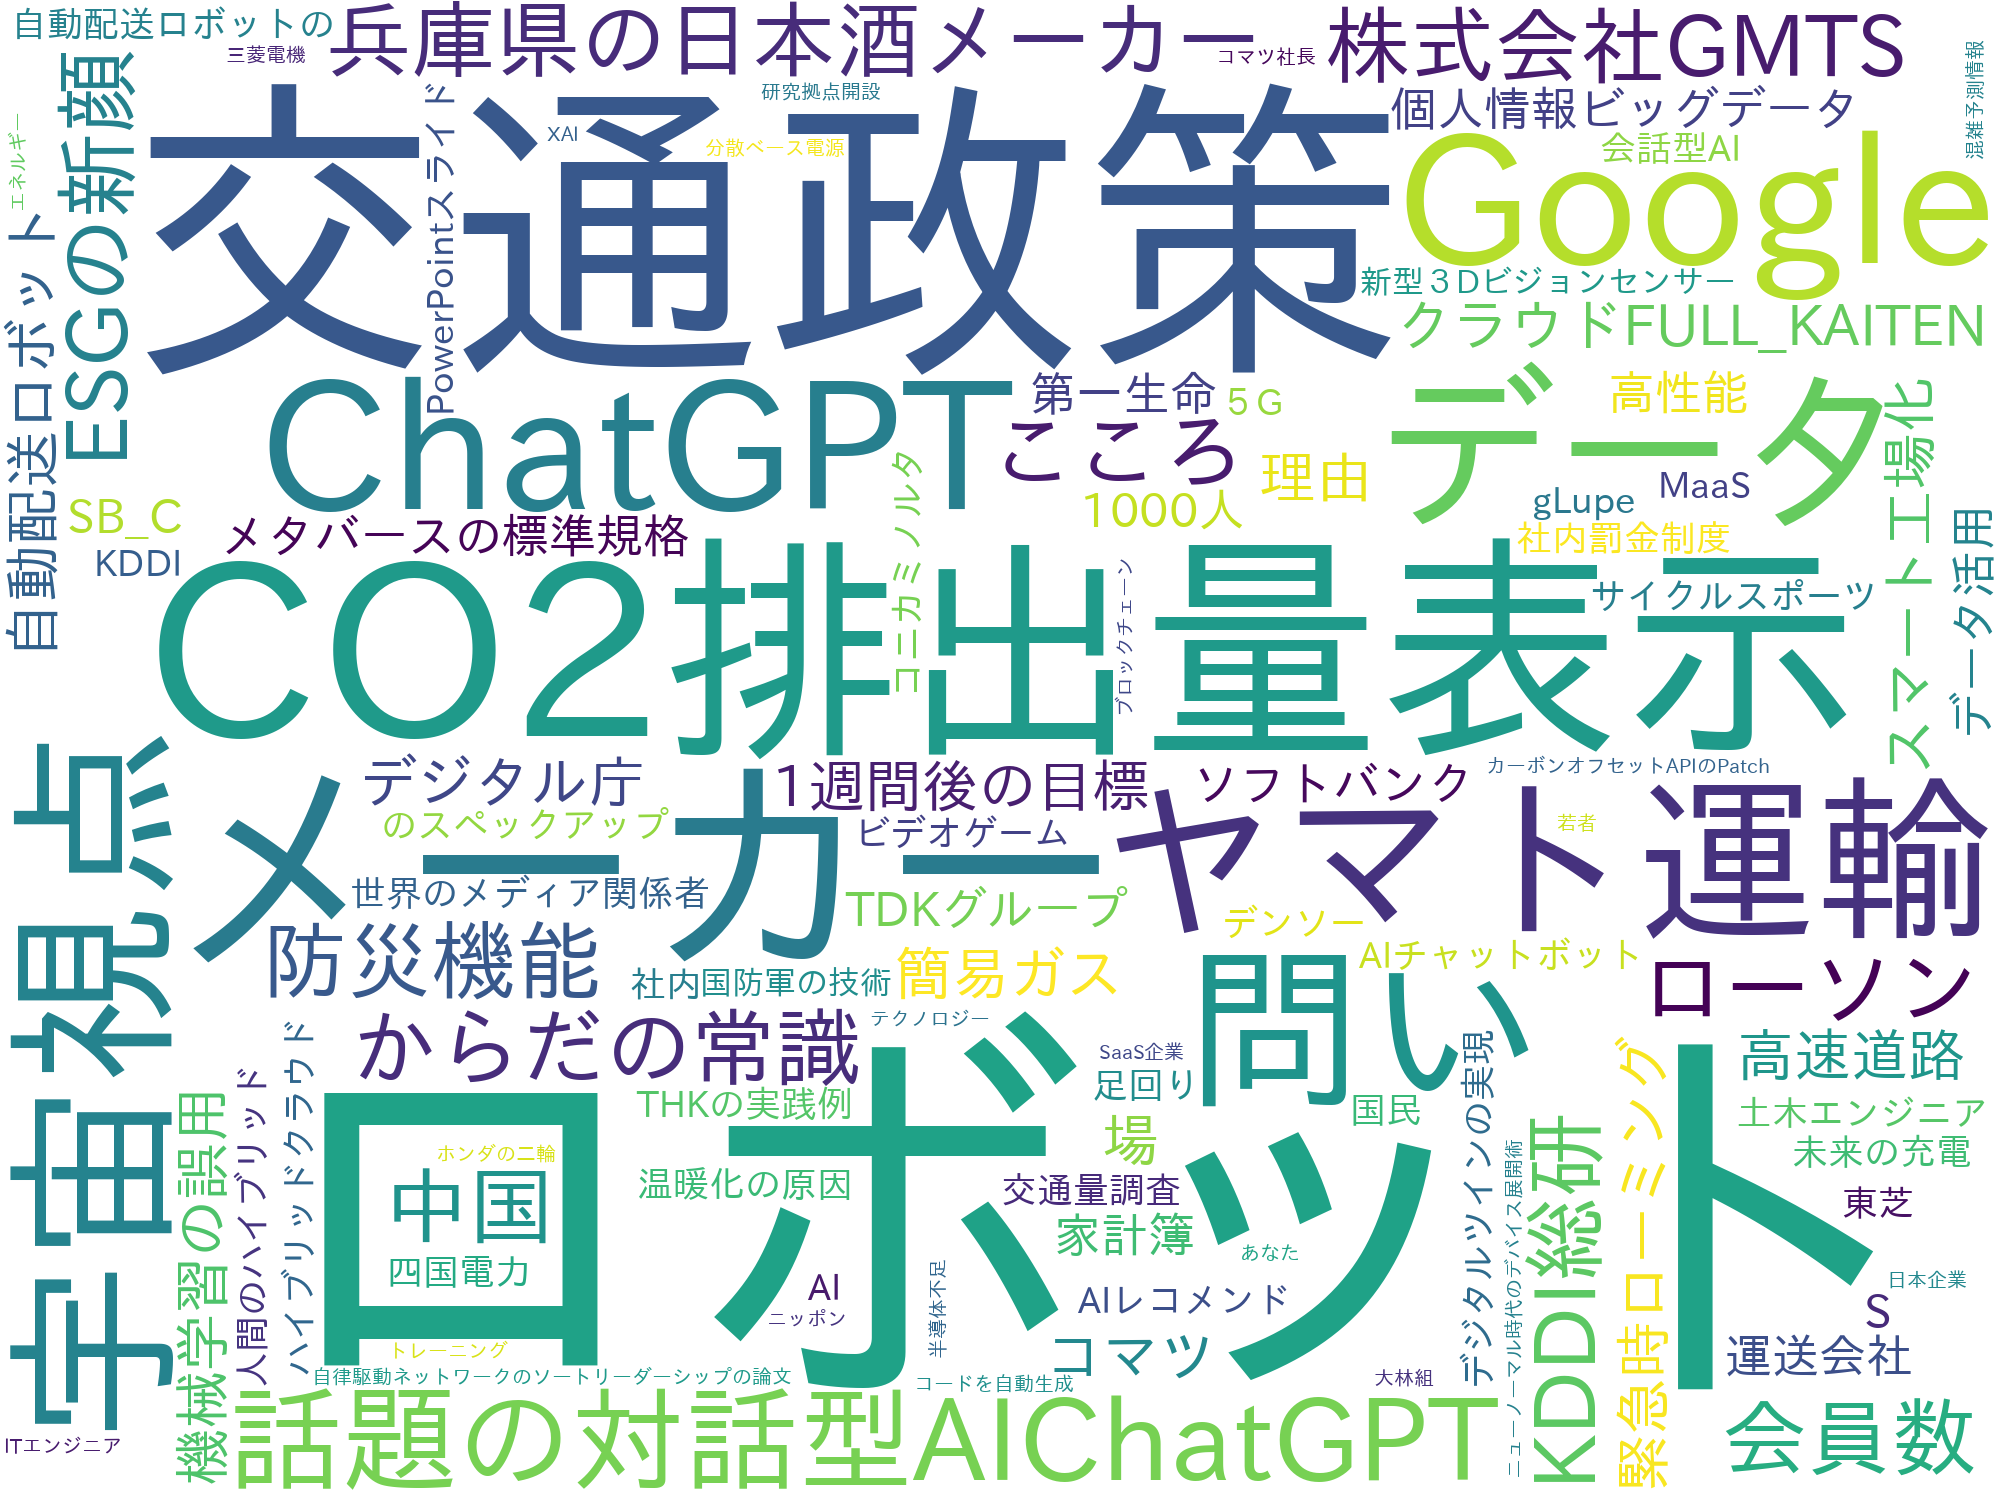 自動配送ロボットの
兵庫県の日本酒メーカー
株式会社GMTS
三菱電機
コマツ社長
混雑予測情報
研究拠点開設
個人情報ビッグデータ
ESGの新顔
交通政策
PowerPointスライド
XAI
分散ベース電源
会話型AI
Google
エネルギー
自動配送ロボット
新型３Dビジョンセンサー
クラウドFULL_KAITEN
ChatGPT
第一生命
５G
データ
高性能
スマート工場化
こころ
理由
1000人
コニカミノルタ
gLupe
MaaS
SB_C
KDDI
メタバースの標準規格
社内罰金制度
データ活用
CO2排出量表示
サイクルスポーツ
ブロックチェーン
宇宙視点
デジタル庁
1週間後の目標
ソフトバンク
カーボンオフセットAPIのPatch
メーカー
のスペックアップ
ビデオゲーム
ヤマト運輸
若者
世界のメディア関係者
TDKグループ
デンソー
防災機能
社内国防軍の技術
簡易ガス
問い
AIチャットボット
ローソン
からだの常識
テクノロジー
ハイブリッドクラウド
人間のハイブリッド
機械学習の誤用
SaaS企業
足回り
デジタルツインの実現
緊急時ローミング
高速道路
ロボット
THKの実践例
場
国民
土木エンジニア
未来の充電
ホンダの二輪
中国
温暖化の原因
交通量調査
家計簿
あなた
KDDI総研
ニューノーマル時代のデバイス展開術
東芝
四国電力
AI
ニッポン
半導体不足
AIレコメンド
日本企業
S
トレーニング
コマツ
運送会社
自律駆動ネットワークのソートリーダーシップの論文
コードを自動生成
大林組
ITエンジニア
話題の対話型AIChatGPT
会員数